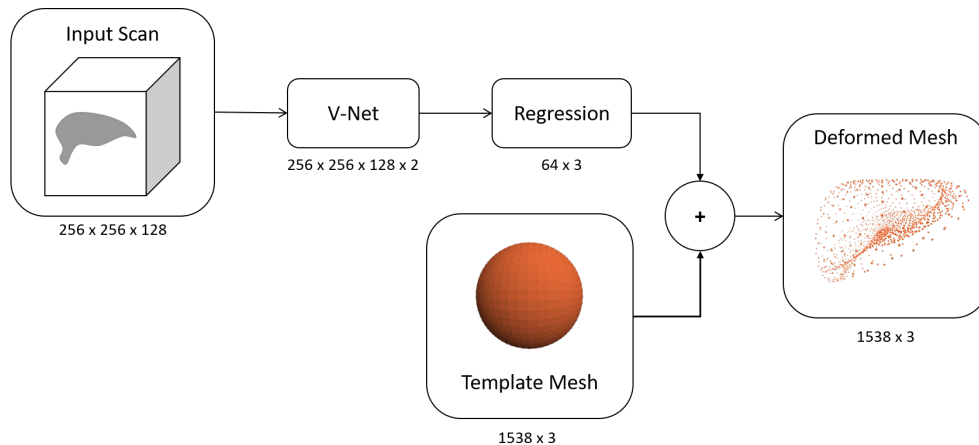 Input Scan
256 x 256 x 128
V-Net
256 x 256 x 128 x 2
Regression
64 x 3
+
Template Mesh
1538 x 3
Deformed Mesh
1538 x 3